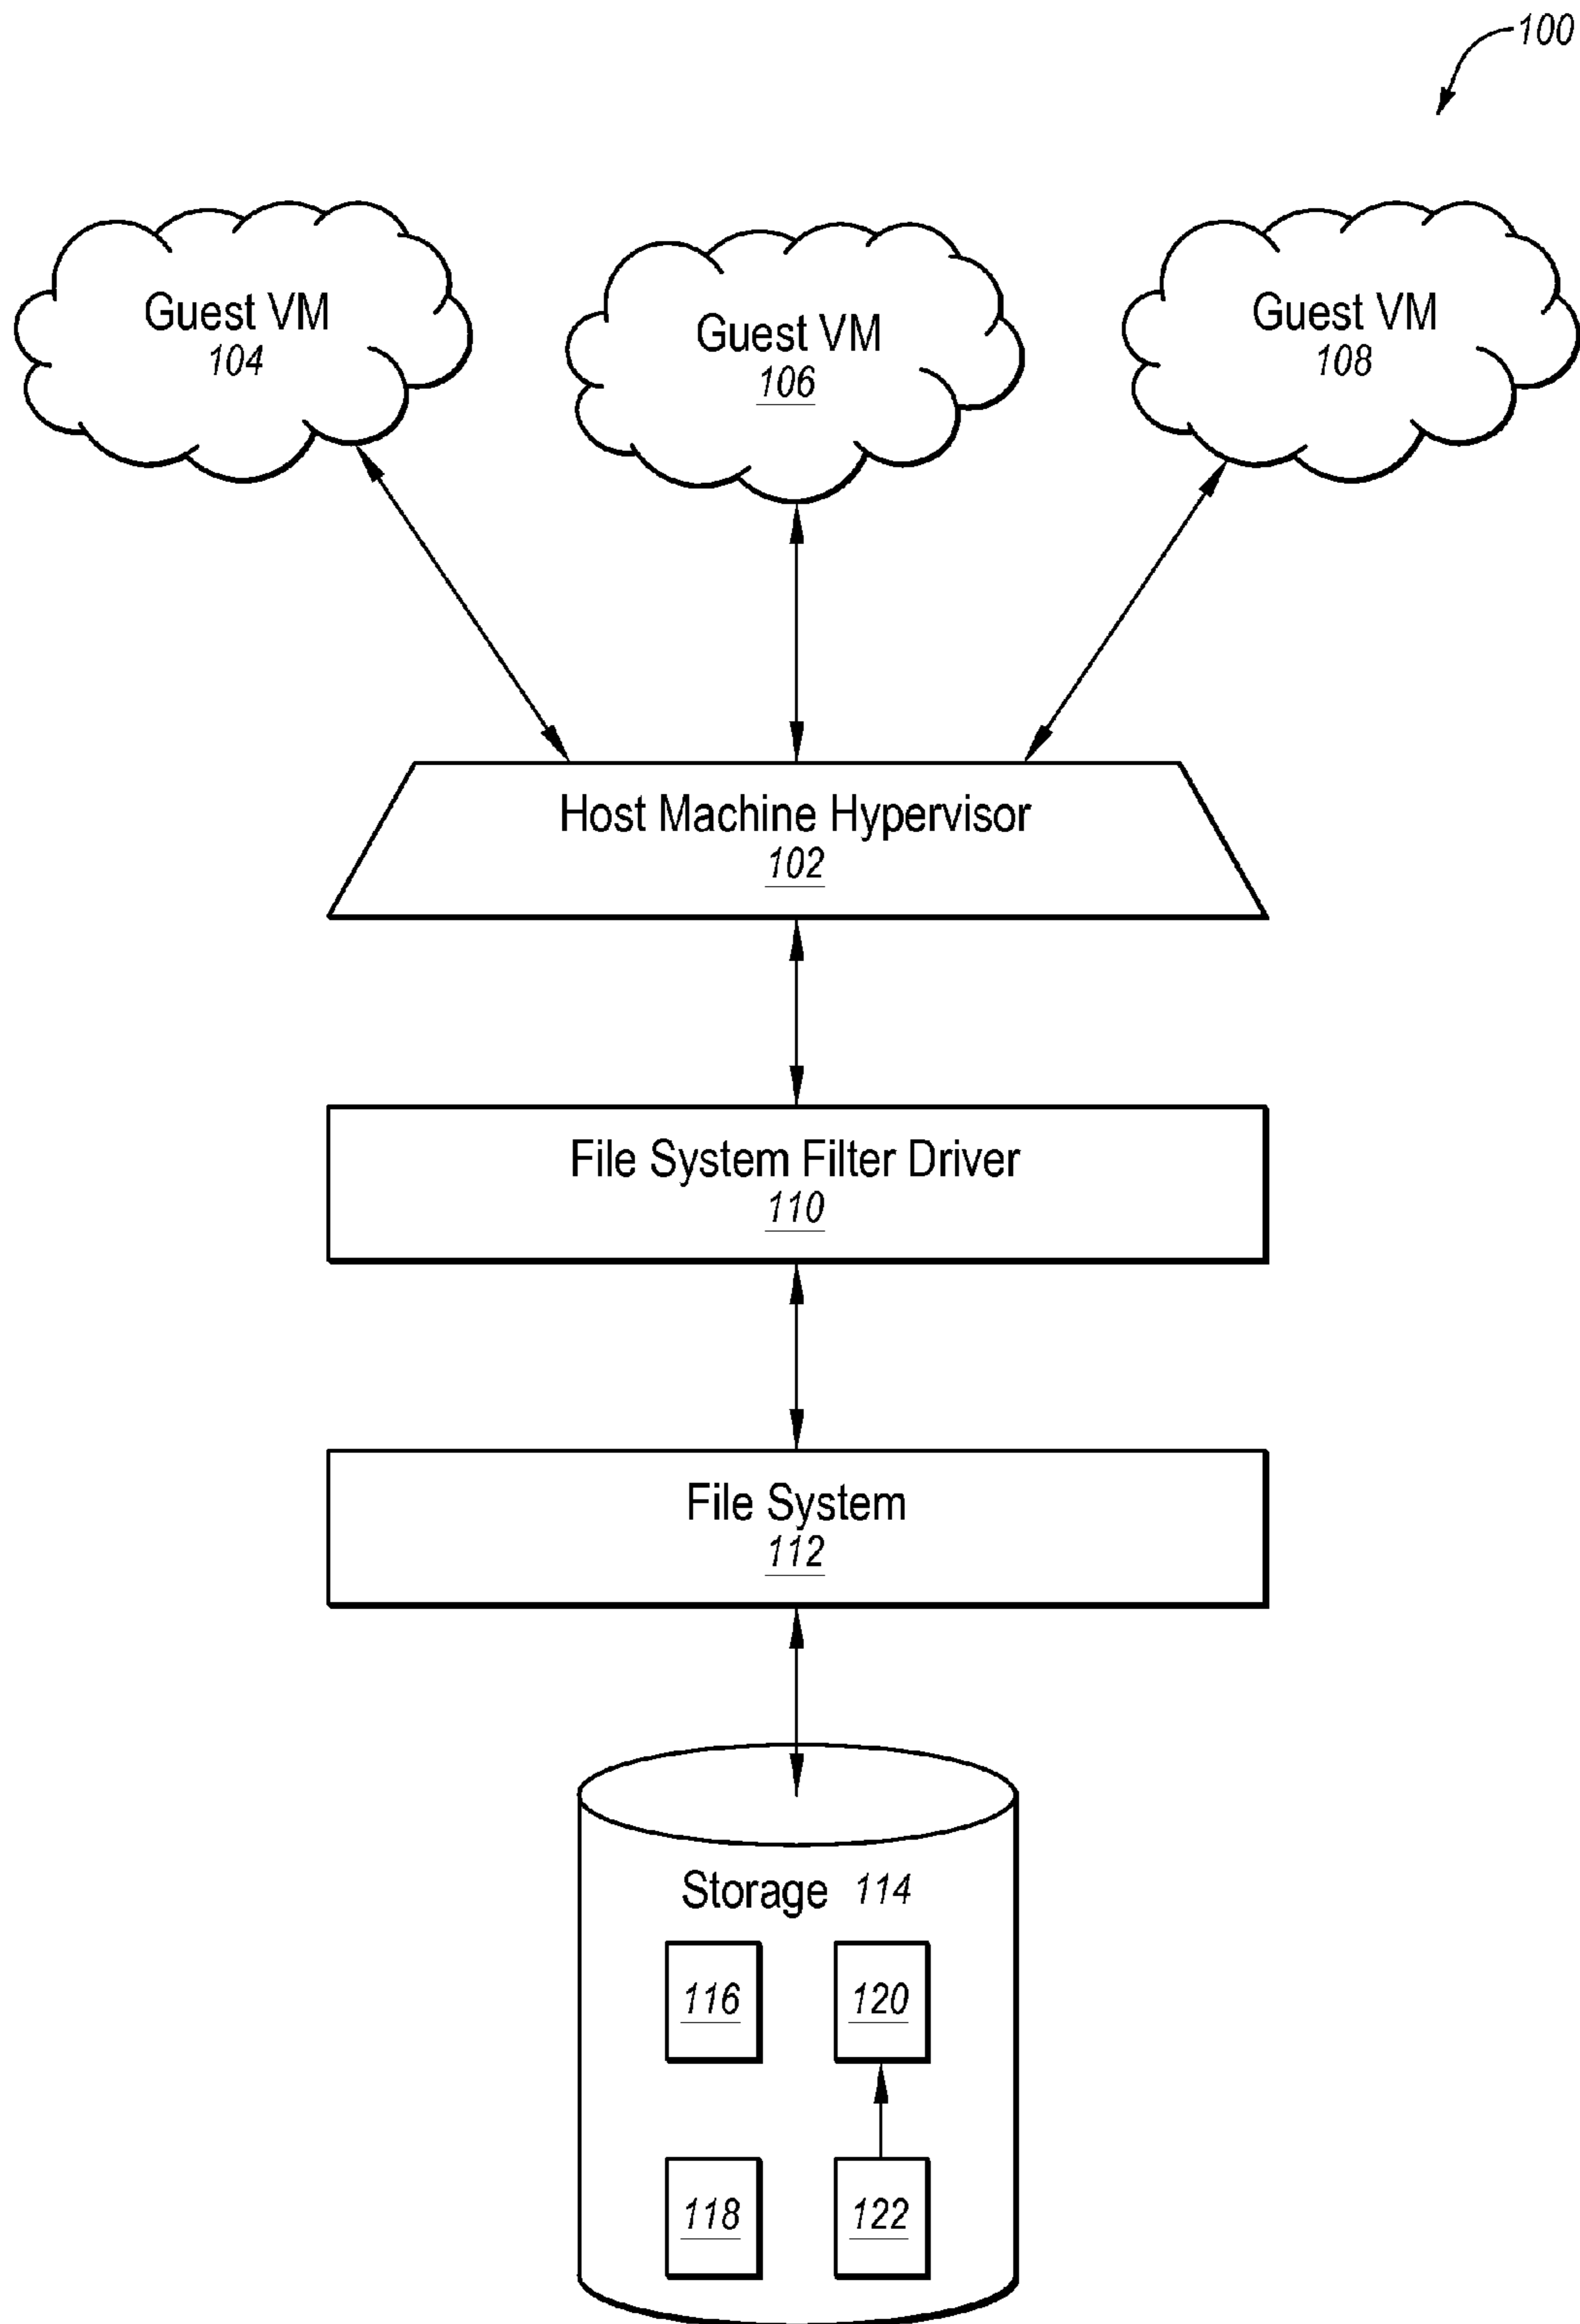 100
Guest VM
104
Guest VM
106
Guest VM
108
Host Machine Hypervisor
102
File System Filter Driver
110
File System
112
Storage 114
116
120
118
122